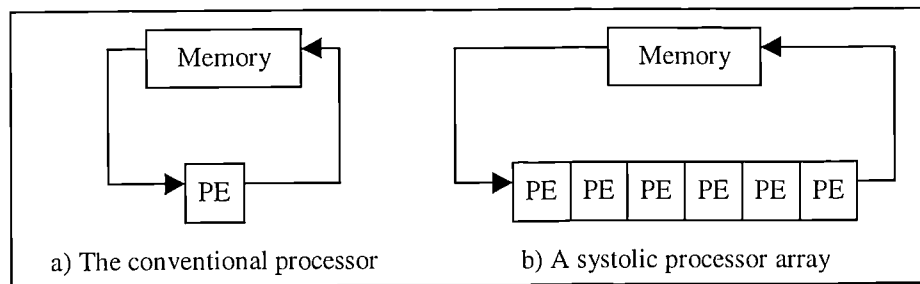 Memory
PE
a) The conventional processor
Memory
PE PE PE PE PE PE
b) A systolic processor array